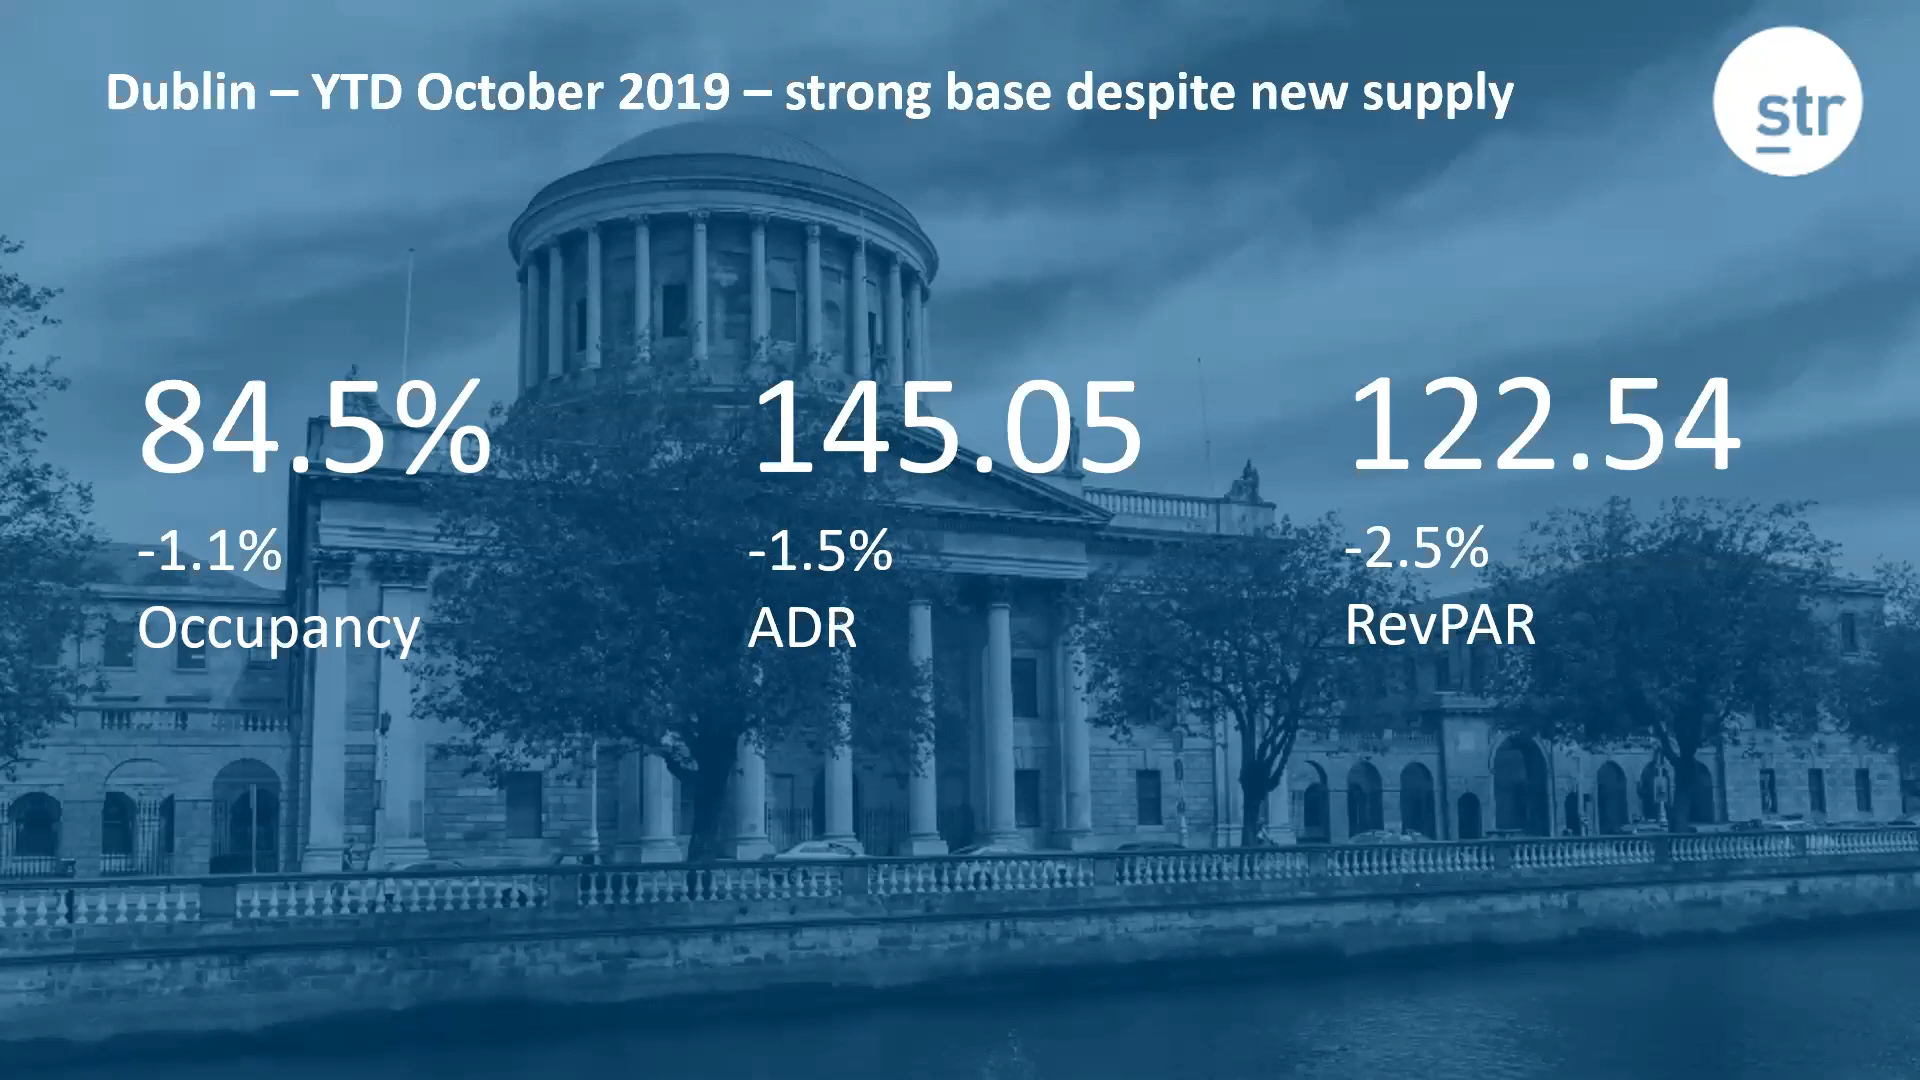 Dublin – YTD October 2019 – strong base despite new supply
str
84.5%
-1.1%
Occupancy
145.05
-1.5%
ADR
122.54
-2.5%
RevPAR